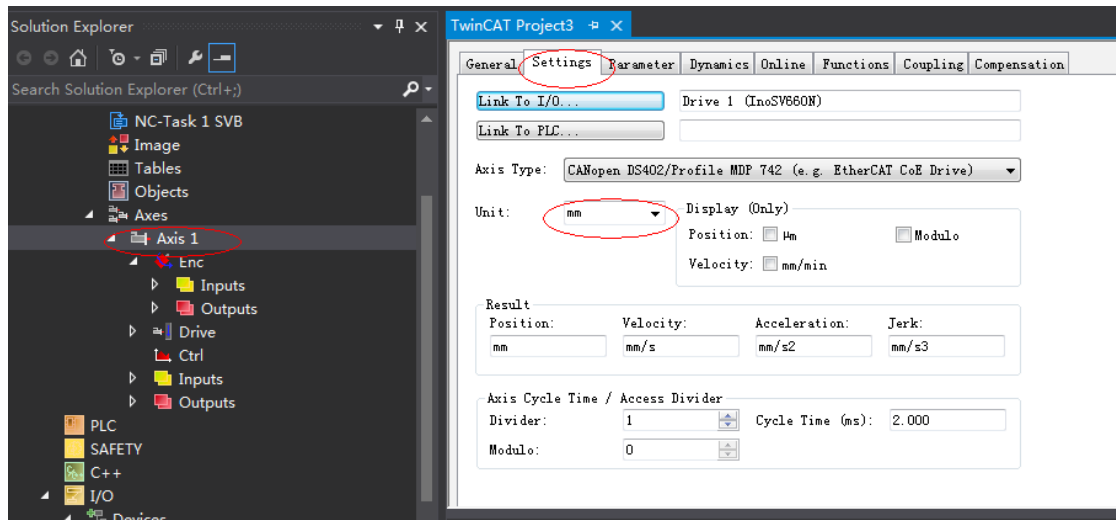 Solution Explorer
Search Solution Explorer (Ctrl+;)
NC-Task 1 SVB
Image
Tables
Objects
Axes
Axis 1
Enc
Inputs
Outputs
Drive
Ctrl
Inputs
Outputs
PLC
SAFETY
C++
I/O
Devices
TwinCAT Project3
General Settings Parameter Dynamics Online Functions Coupling Compensation
Link To I/O... Drive 1 (InoSV660N)
Link To PLC...
Axis Type: CANopen DS402/Profile MDP 742 (e.g. EtherCAT CoE Drive)
Unit: mm Display (Only)
Position: μm Modulo
Velocity: mm/min
Result
Position: Velocity: Acceleration: Jerk:
mm mm/s mm/s2 mm/s3
Axis Cycle Time / Access Divider
Divider: 1 Cycle Time (ms): 2.000
Modulo: 0